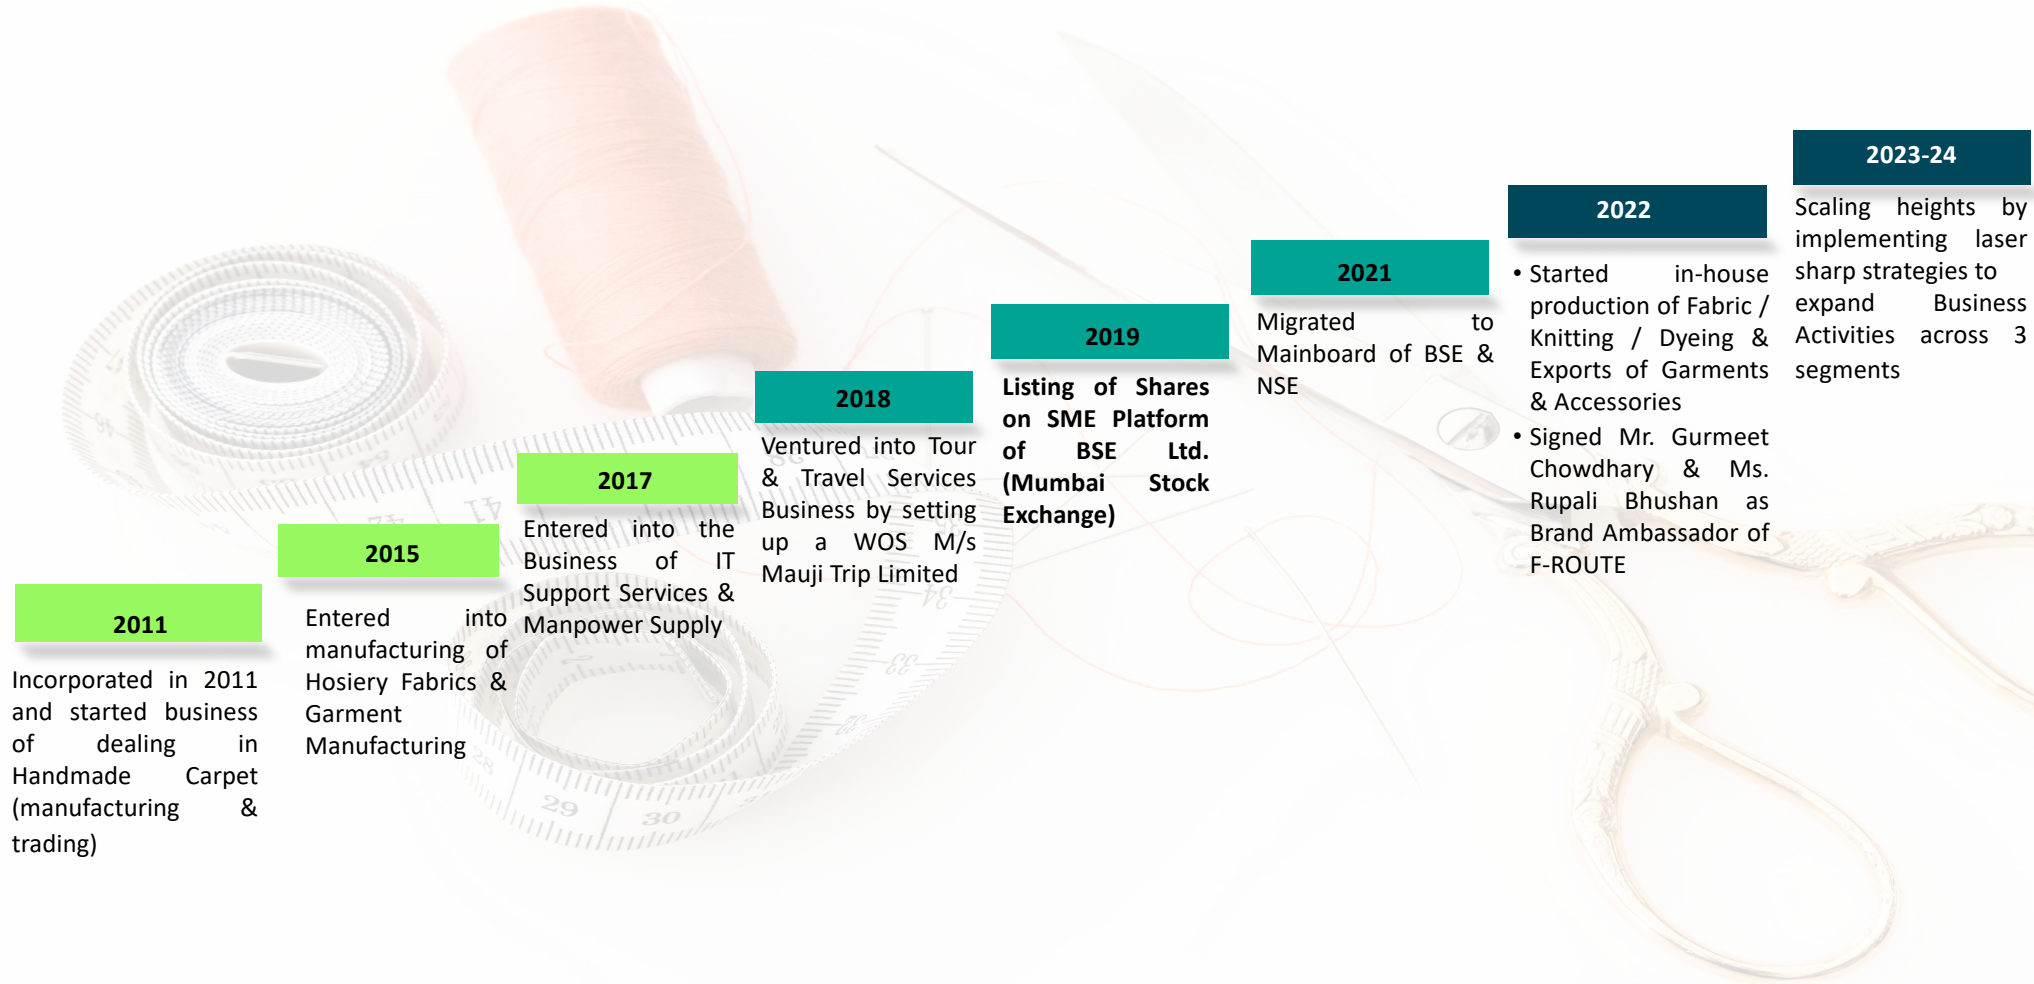 2011
Incorporated in 2011
and started business
of dealing in
Handmade Carpet
(manufacturing &
trading)
2015
Entered into
manufacturing of
Hosiery Fabrics &
Garment
Manufacturing
2017
Entered into the
Business of IT
Support Services &
Manpower Supply
2018
Ventured into Tour
& Travel Services
Business by setting
up a WOS M/s
Mauji Trip Limited
2019
Listing of Shares
on SME Platform
of BSE Ltd.
(Mumbai Stock
Exchange)
2021
Migrated to
Mainboard of BSE &
NSE
2022
• Started in-house
production of Fabric /
Knitting / Dyeing &
Exports of Garments
& Accessories
• Signed Mr. Gurmeet
Chowdhary & Ms.
Rupali Bhushan as
Brand Ambassador of
F-ROUTE
2023-24
Scaling heights by
implementing laser
sharp strategies to
expand Business
Activities across 3
segments
28
29
30
33
34